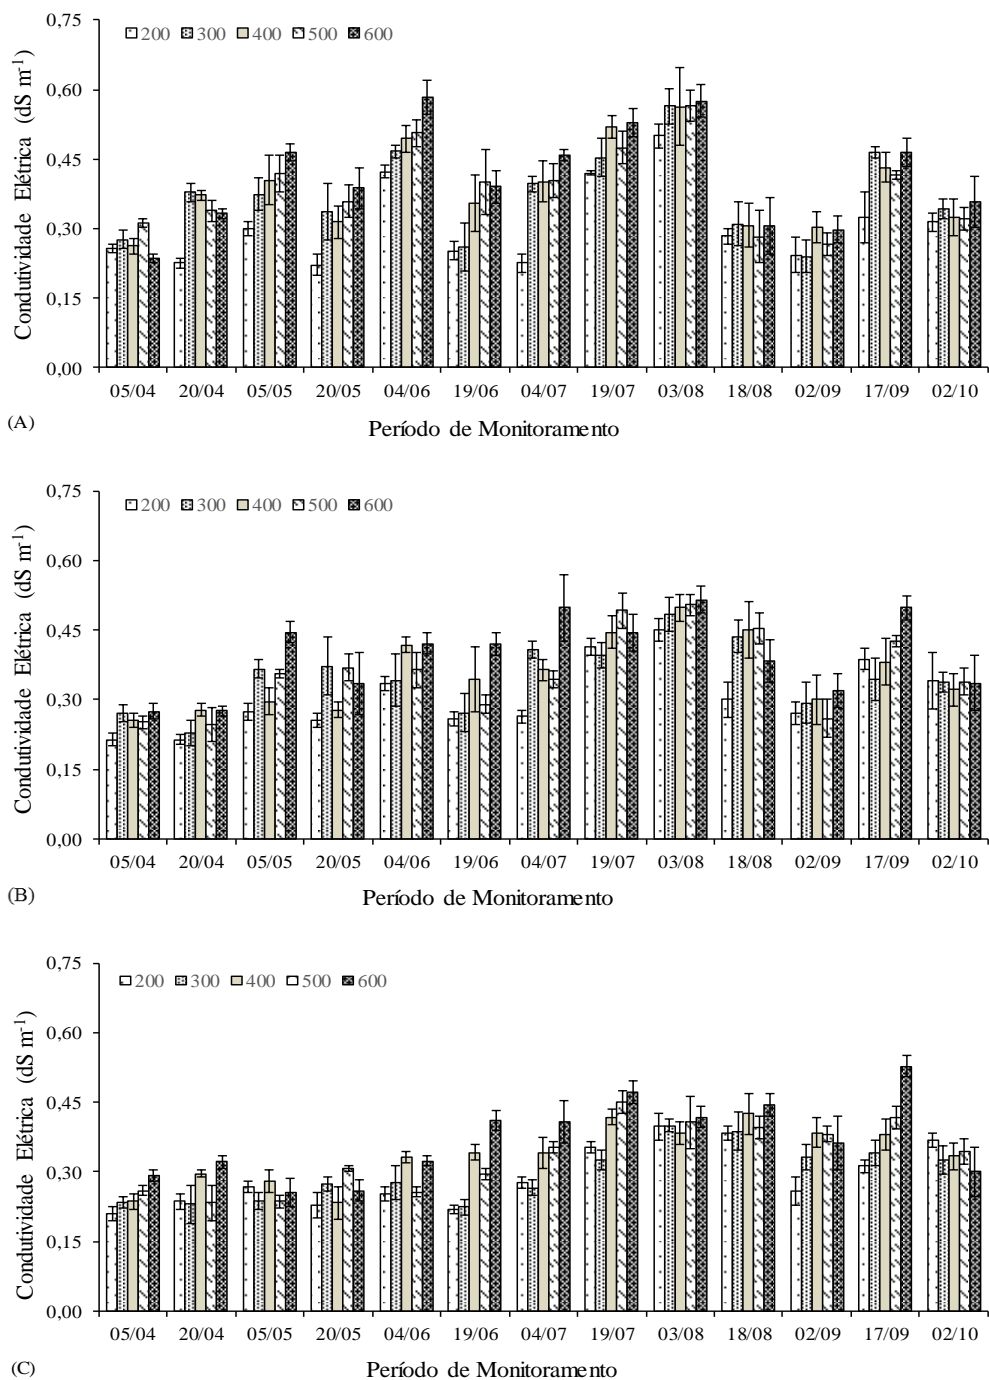 0,75
200 300 400 500 600
0,60
0,45
0,30
0,15
0,00
Condutividade Elétrica (dS m-1)
05/04 20/04 05/05 20/05 04/06 19/06 04/07 19/07 03/08 18/08 02/09 17/09 02/10
(A)
Período de Monitoramento
0,75
200 300 400 500 600
0,60
0,45
0,30
0,15
0,00
Condutividade Elétrica (dS m-1)
05/04 20/04 05/05 20/05 04/06 19/06 04/07 19/07 03/08 18/08 02/09 17/09 02/10
(B)
Período de Monitoramento
0,75
200 300 400 500 600
0,60
0,45
0,30
0,15
0,00
Condutividade Elétrica (dS m-1)
05/04 20/04 05/05 20/05 04/06 19/06 04/07 19/07 03/08 18/08 02/09 17/09 02/10
(C)
Período de Monitoramento